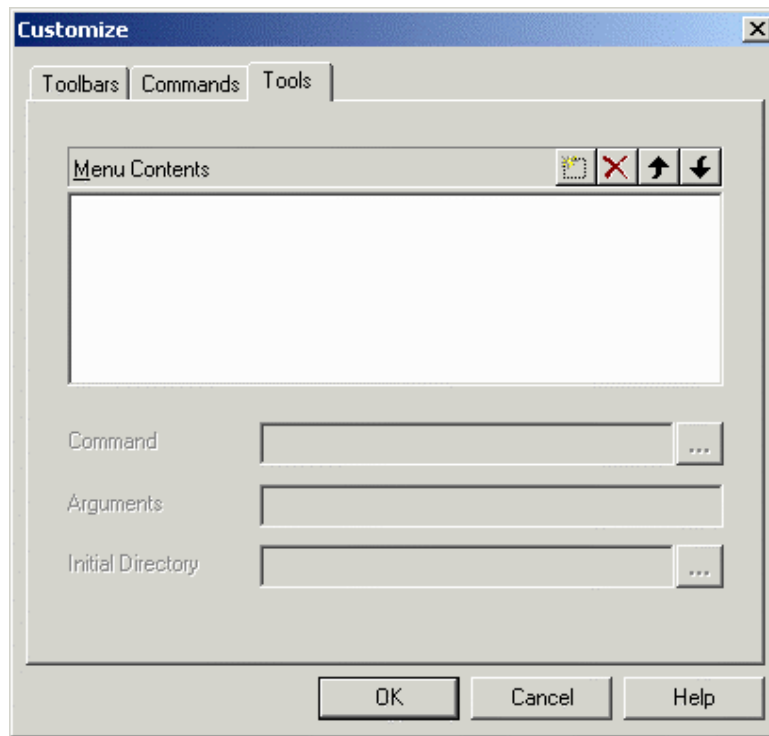 Customize
Toolbars Commands Tools
Menu Contents
Command ...
Arguments
Initial Directory ...
OK Cancel Help